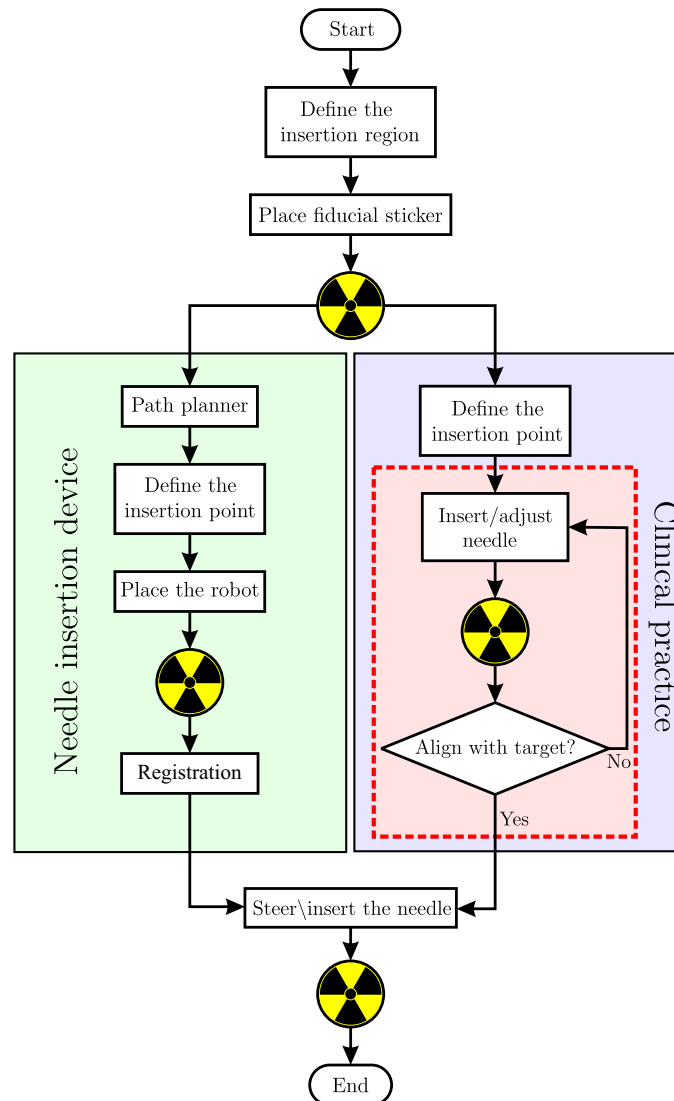 Start
Define the
insertion region
Place fiducial sticker
Needle insertion device
Path planner
Define the
insertion point
Place the robot
Registration
Clinical practice
Define the
insertion point
Insert/adjust
needle
Align with target?
No
Yes
Steer\insert the needle
End